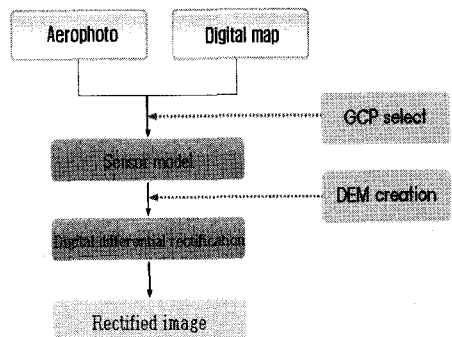 Aerophoto
Digital map
GCP select
Sensor model
DEM creation
Digital differential rectification
Rectified image